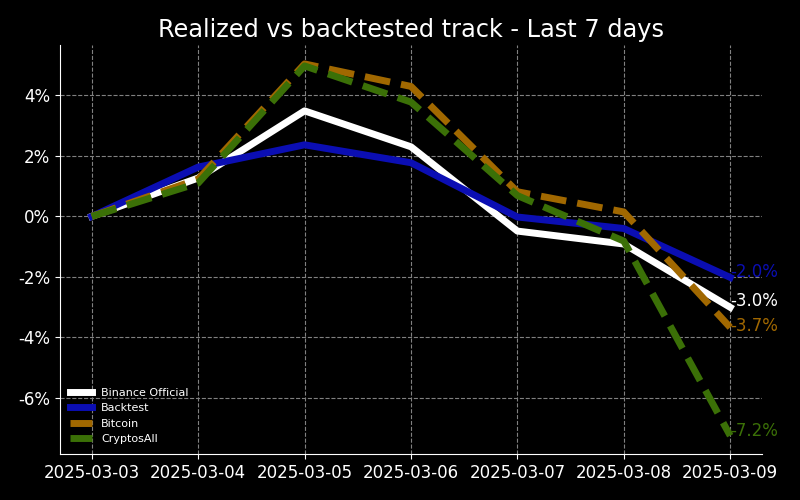 Realized vs backtested track - Last 7 days
4%
2%
0%
-2%
-4%
-6%
-2.0%
-3.0%
-3.7%
-7.2%
Binance Official
Backtest
Bitcoin
CryptosAll
2025-03-03 2025-03-04 2025-03-05 2025-03-06 2025-03-07 2025-03-08 2025-03-09